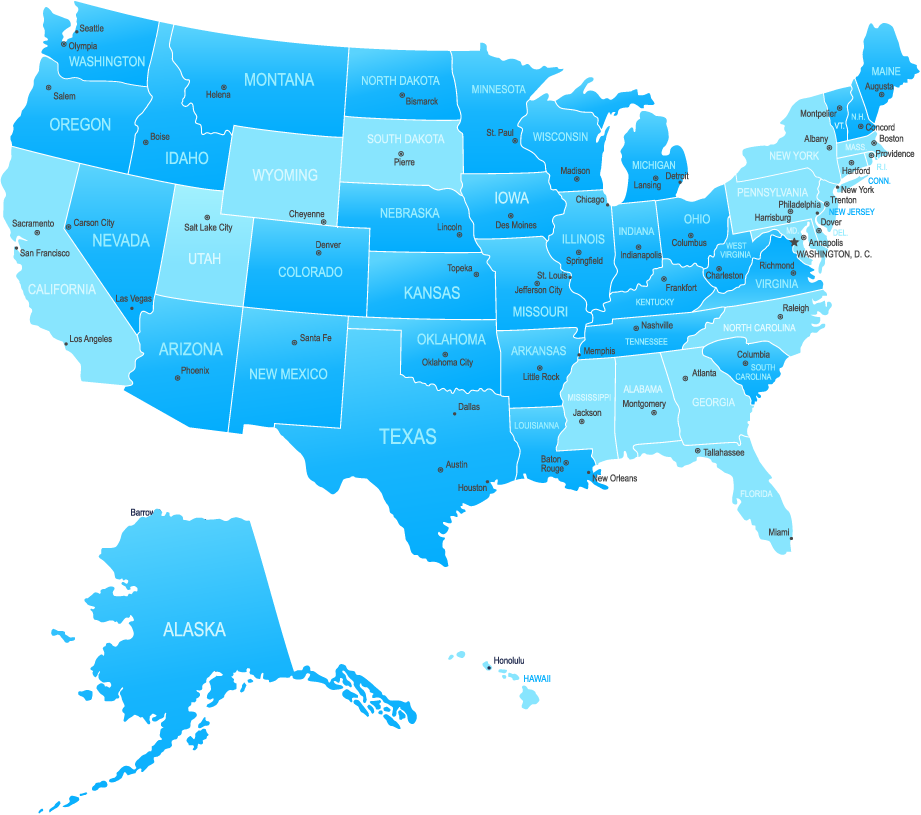 Seattle
Olympia
WASHINGTON
MONTANA
Helena
NORTH DAKOTA
Bismarck
MINNESOTA
St. Paul
MAINE
Augusta
Salem
OREGON
Boise
IDAHO
WYOMING
Cheyenne
SOUTH DAKOTA
Pierre
WISCONSIN
Madison
MICHIGAN
Lansing
Detroit
Montpelier
VT.
N.H.
Concord
Albany
NEW YORK
MASS
Boston
Providence
R.I.
Hartford
CONN.
New York
Sacramento
San Francisco
CALIFORNIA
Los Angeles
Carson City
NEVADA
Las Vegas
Salt Lake City
UTAH
Denver
COLORADO
NEBRASKA
Lincoln
IOWA
Des Moines
Chicago
ILLINOIS
Springfield
INDIANA
Indianapolis
OHIO
Columbus
PENNSYLVANIA
Harrisburg
Philadelphia
Trenton
NEW JERSEY
Dover
DEL.
MD.
Annapolis
WASHINGTON, D. C.
WEST
VIRGINIA
Charleston
Richmond
VIRGINIA
Topeka
KANSAS
St. Louis
Jefferson City
MISSOURI
Frankfort
KENTUCKY
Nashville
TENNESSEE
Memphis
Raleigh
NORTH CAROLINA
ARIZONA
Phoenix
Santa Fe
NEW MEXICO
OKLAHOMA
Oklahoma City
ARKANSAS
Little Rock
Columbia
SOUTH
CAROLINA
Atlanta
GEORGIA
ALABAMA
Montgomery
MISSISSIPPI
Jackson
Dallas
TEXAS
Austin
Houston
LOUISIANNA
Baton
Rouge
New Orleans
Tallahassee
FLORIDA
Miami
Barrow
ALASKA
Honolulu
HAWAII